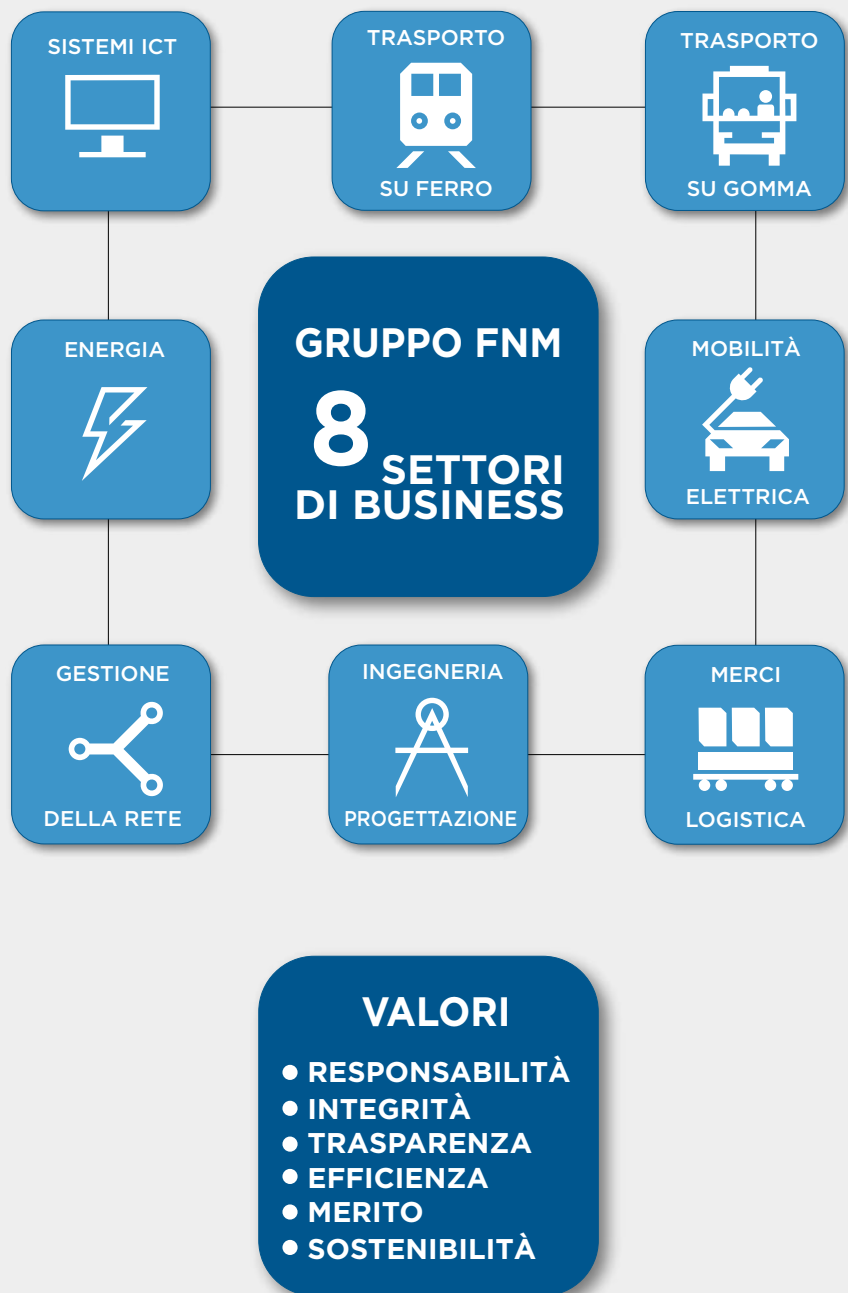 SISTEMI ICT
TRASPORTO
SU FERRO
TRASPORTO
SU GOMMA
ENERGIA
GRUPPO FNM
8 SETTORI
DI BUSINESS
MOBILITÀ
ELETTRICA
GESTIONE
DELLA RETE
INGEGNERIA
PROGETTAZIONE
MERCI
LOGISTICA
VALORI
• RESPONSABILITÀ
• INTEGRITÀ
• TRASPARENZA
• EFFICIENZA
• MERITO
• SOSTENIBILITÀ